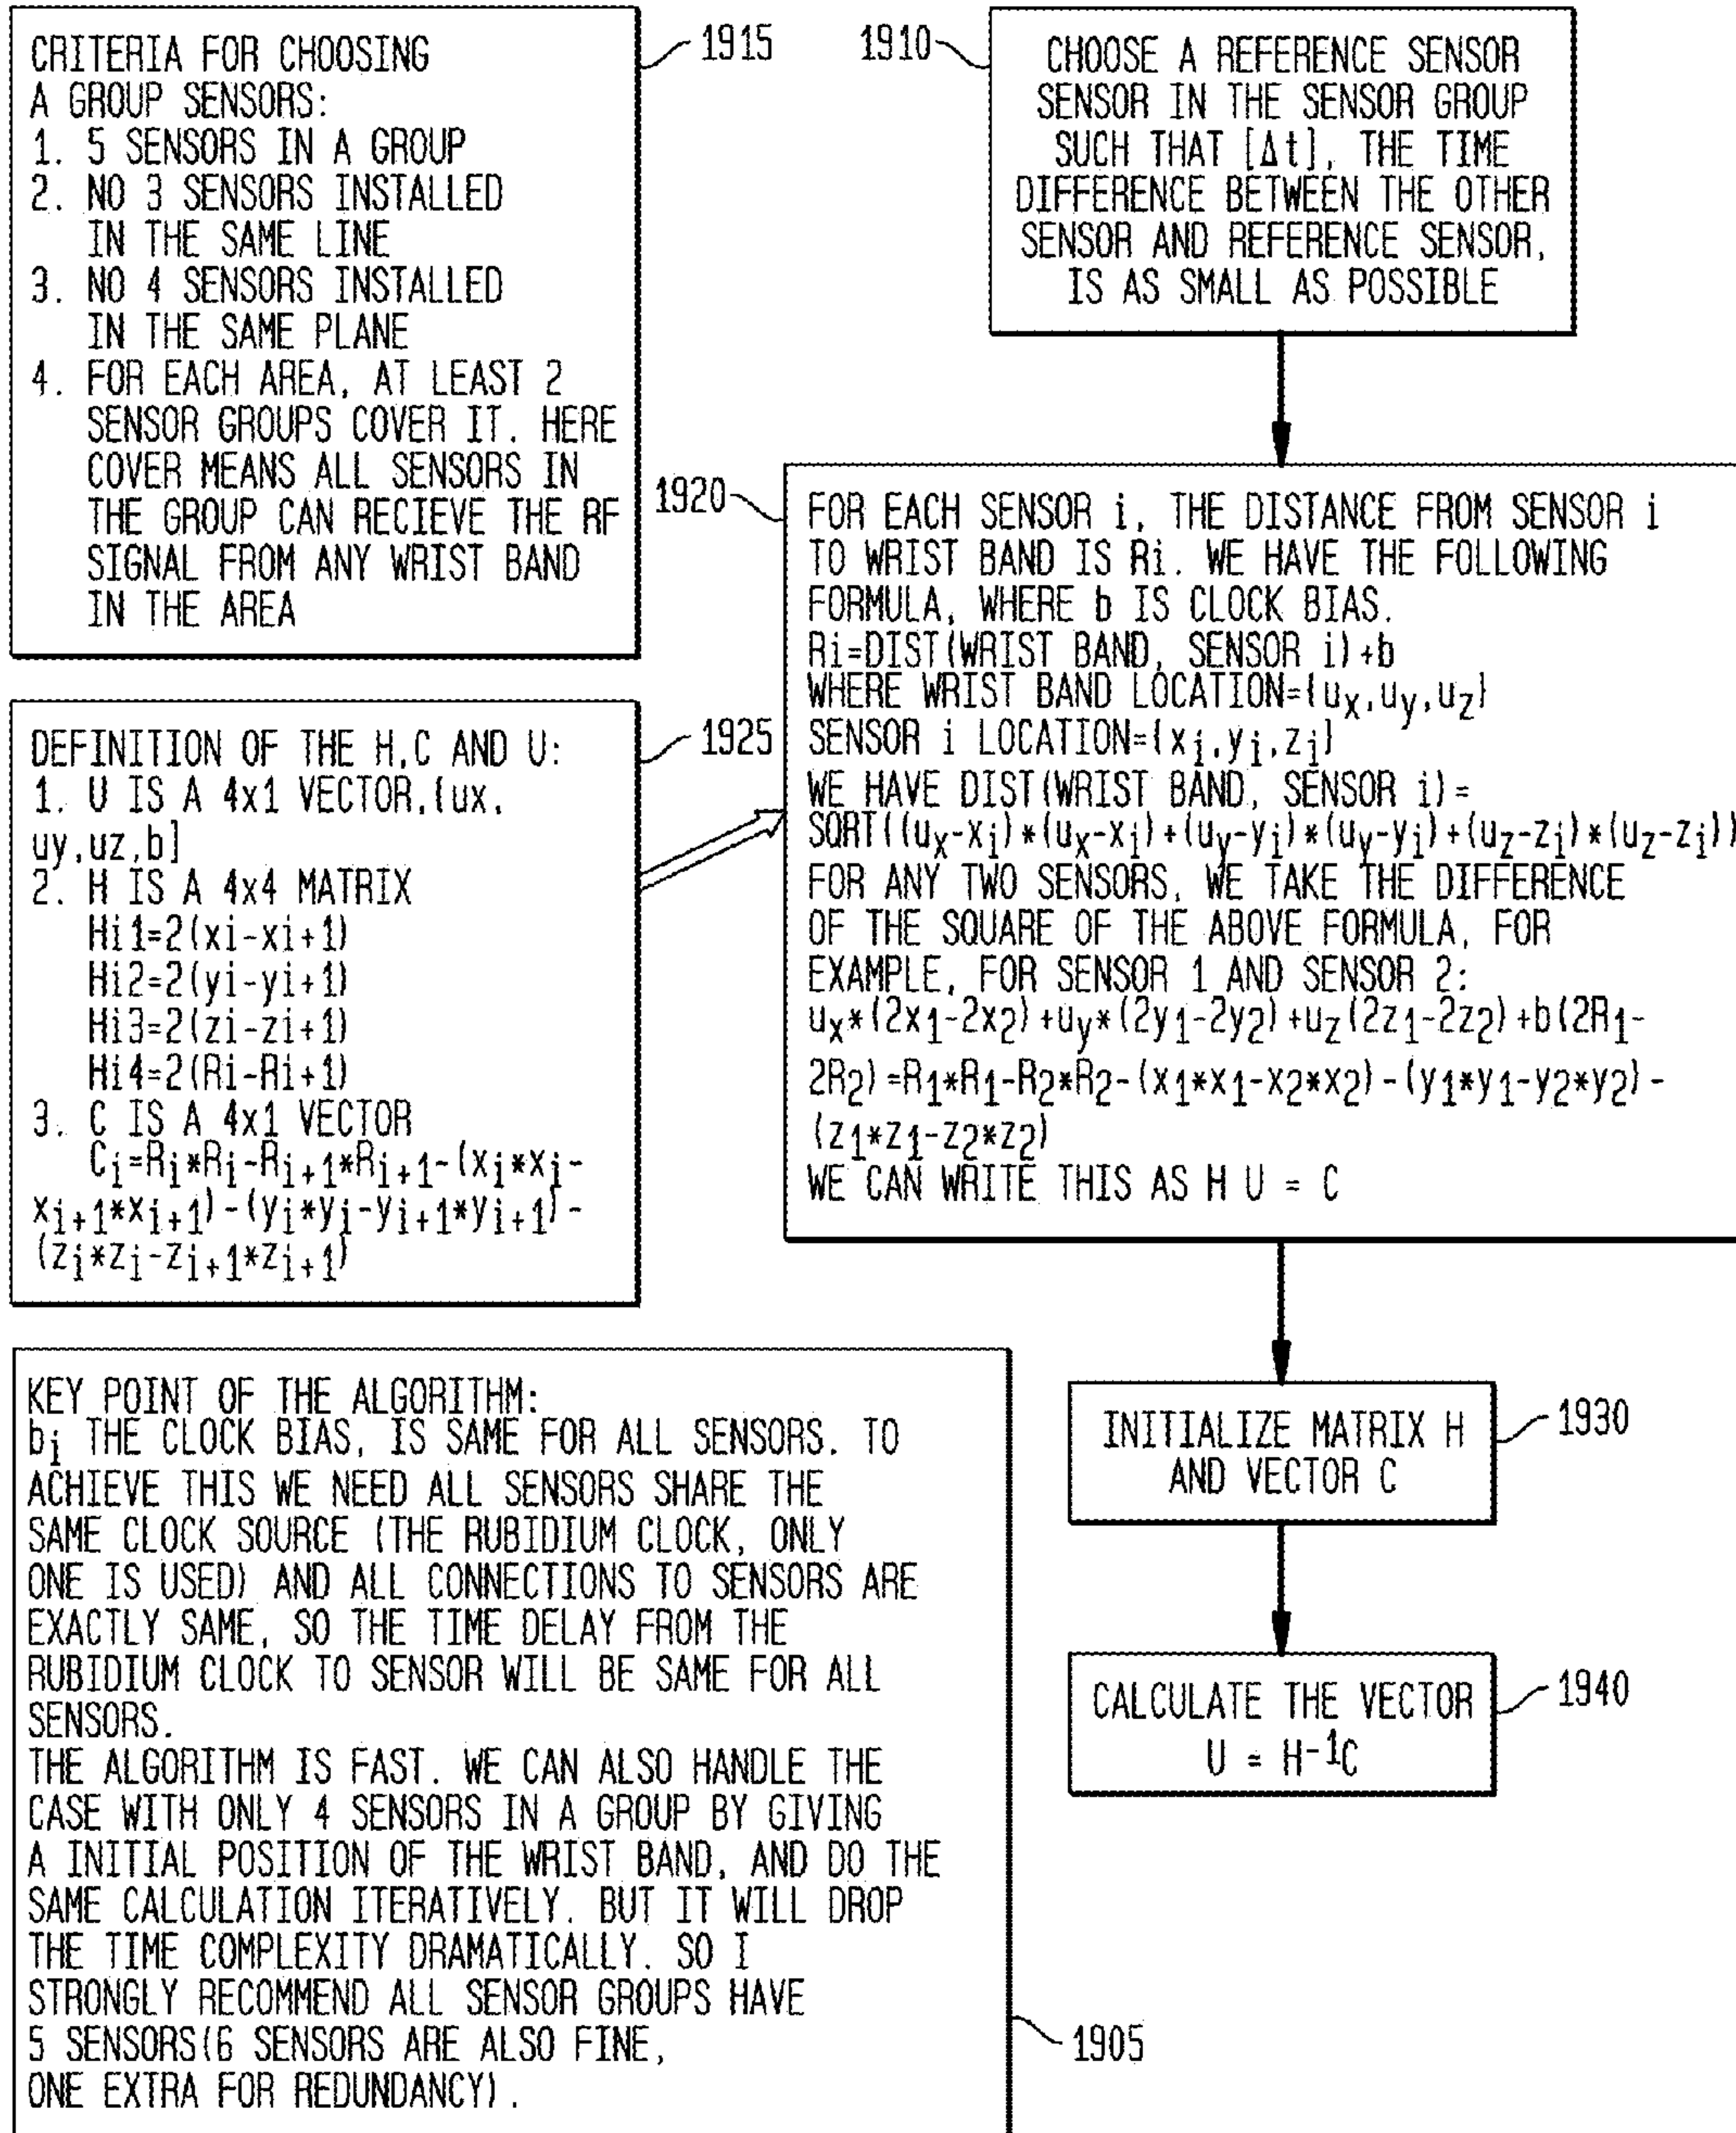 CRITERIA FOR CHOOSING
A GROUP SENSORS:
1. 5 SENSORS IN A GROUP
2. NO 3 SENSORS INSTALLED
IN THE SAME LINE
3. NO 4 SENSORS INSTALLED
IN THE SAME PLANE
4. FOR EACH AREA, AT LEAST 2
SENSOR GROUPS COVER IT. HERE
COVER MEANS ALL SENSORS IN
THE GROUP CAN RECIEVE THE RF
SIGNAL FROM ANY WRIST BAND
IN THE AREA
1915
1910
CHOOSE A REFERENCE SENSOR
SENSOR IN THE SENSOR GROUP
SUCH THAT [Δt], THE TIME
DIFFERENCE BETWEEN THE OTHER
SENSOR AND REFERENCE SENSOR,
IS AS SMALL AS POSSIBLE
1920
FOR EACH SENSOR i, THE DISTANCE FROM SENSOR i
TO WRIST BAND IS Ri. WE HAVE THE FOLLOWING
FORMULA, WHERE b IS CLOCK BIAS.
Ri=DIST(WRIST BAND, SENSOR i)+b
WHERE WRIST BAND LOCATION={ux,uy,uz}
SENSOR i LOCATION={xi,yi,zi}
WE HAVE DIST(WRIST BAND, SENSOR i)=
SQRT((ux-xi)*(ux-xi)+(uy-yi)*(uy-yi)+(uz-zi)*(uz-zi))
FOR ANY TWO SENSORS, WE TAKE THE DIFFERENCE
OF THE SQUARE OF THE ABOVE FORMULA, FOR
EXAMPLE, FOR SENSOR 1 AND SENSOR 2:
ux*(2x1-2x2)+uy*(2y1-2y2)+uz(2z1-2z2)+b(2R1-
2R2)=R1*R1-R2*R2-(x1*x1-x2*x2)-(y1*y1-y2*y2)-
(z1*z1-z2*z2)
WE CAN WRITE THIS AS H U = C
DEFINITION OF THE H,C AND U:
1. U IS A 4x1 VECTOR,(ux,
uy,uz,b]
2. H IS A 4x4 MATRIX
Hi1=2(xi-xi+1)
Hi2=2(yi-yi+1)
Hi3=2(zi-zi+1)
Hi4=2(Ri-Ri+1)
3. C IS A 4x1 VECTOR
Ci=Ri*Ri-Ri+1*Ri+1-(xi*xi-
xi+1*xi+1)-(yi*yi-yi+1*yi+1)-
(zi*zi-zi+1*zi+1)
1925
INITIALIZE MATRIX H
AND VECTOR C
1930
CALCULATE THE VECTOR
U = H-1C
1940
KEY POINT OF THE ALGORITHM:
bi THE CLOCK BIAS, IS SAME FOR ALL SENSORS. TO
ACHIEVE THIS WE NEED ALL SENSORS SHARE THE
SAME CLOCK SOURCE (THE RUBIDIUM CLOCK, ONLY
ONE IS USED) AND ALL CONNECTIONS TO SENSORS ARE
EXACTLY SAME, SO THE TIME DELAY FROM THE
RUBIDIUM CLOCK TO SENSOR WILL BE SAME FOR ALL
SENSORS.
THE ALGORITHM IS FAST. WE CAN ALSO HANDLE THE
CASE WITH ONLY 4 SENSORS IN A GROUP BY GIVING
A INITIAL POSITION OF THE WRIST BAND, AND DO THE
SAME CALCULATION ITERATIVELY. BUT IT WILL DROP
THE TIME COMPLEXITY DRAMATICALLY. SO I
STRONGLY RECOMMEND ALL SENSOR GROUPS HAVE
5 SENSORS(6 SENSORS ARE ALSO FINE,
ONE EXTRA FOR REDUNDANCY).
1905